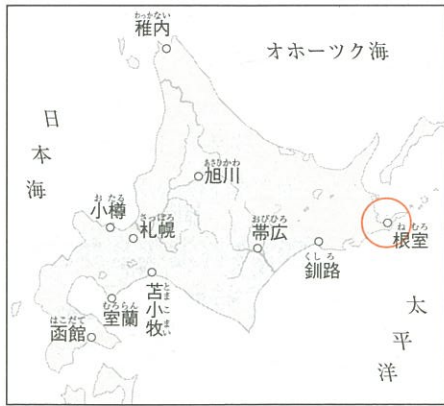 わっかない
稚内
オホーツク海
日本海
あさひかわ
旭川
おたる
小樽
さっぽろ
札幌
おびひろ
帯広
くしろ
釧路
ねむろ
根室
とまこまい
苫小牧
むろらん
室蘭
はこだて
函館
太平洋